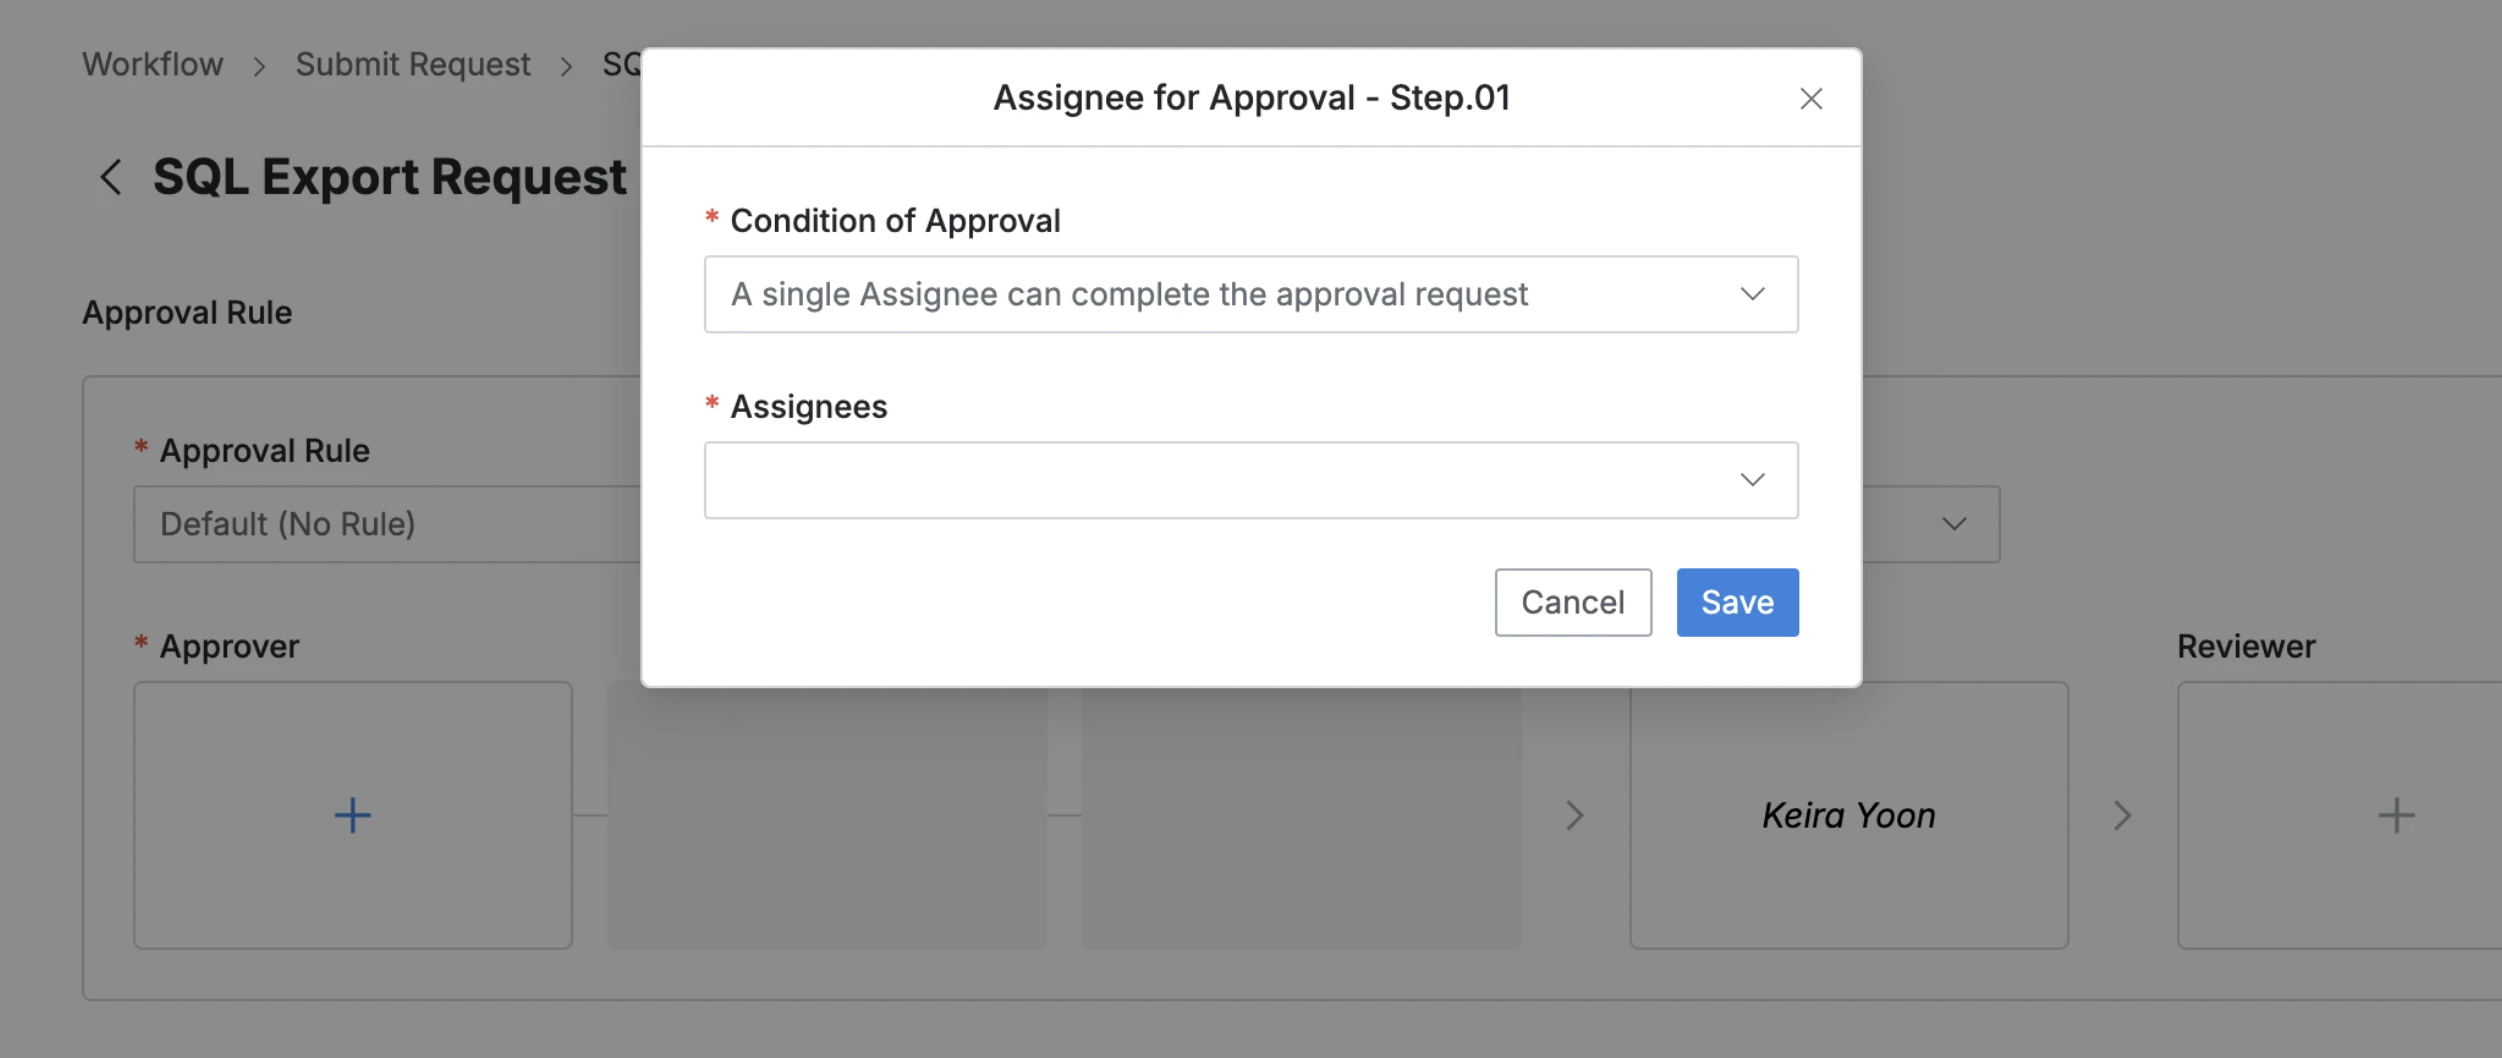 Workflow > Submit Request > SQ
Assignee for Approval - Step.01
SQL Export Request
* Condition of Approval
A single Assignee can complete the approval request
Approval Rule
* Assignees
* Approval Rule
Default (No Rule)
Cancel
Save
* Approver
Reviewer
Keira Yoon